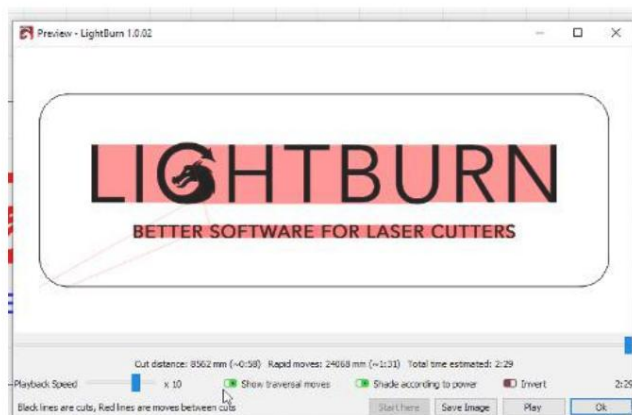 Preview - LightBurn 1.0.02
LIGHTBURN
BETTER SOFTWARE FOR LASER CUTTERS
Cut distance: 8562 mm (~0:58) Rapid moves: 24068 mm (~1:31) Total time estimated: 2:29
Playback Speed x 10 Show traversal moves Shade according to power Invert 2:29
Black lines are cuts, Red lines are moves between cuts Start here Save Image Play Ok